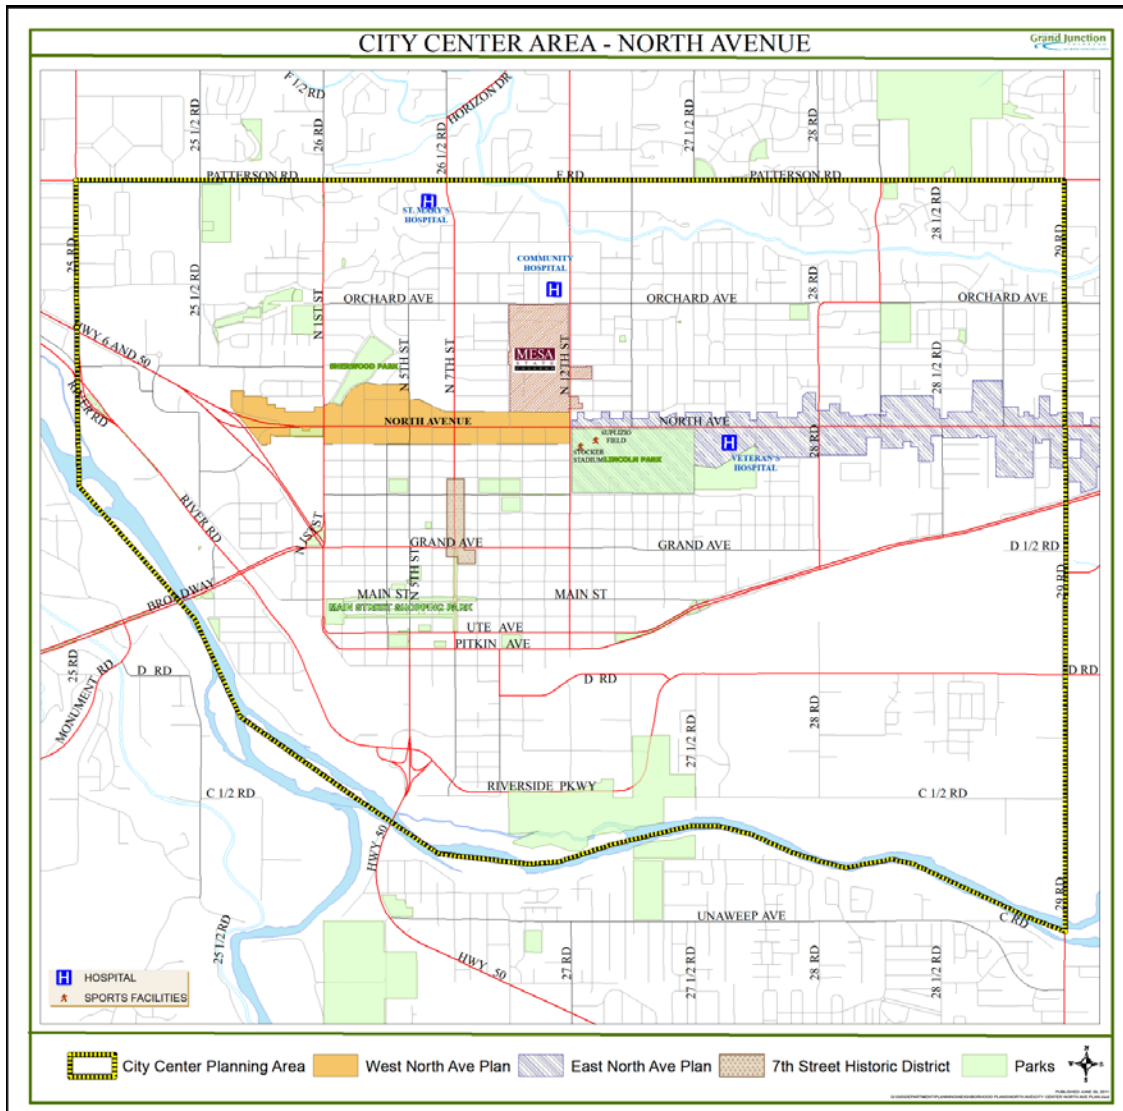 CITY CENTER AREA - NORTH AVENUE
Grand Junction
COLORADO
F 1/2 RD
HORIZON DR
25 1/2 RD
26 RD
26 1/2 RD
27 1/2 RD
28 RD
PATTERSON RD
F RD
PATTERSON RD
H
ST. MARY'S
HOSPITAL
28 1/2 RD
25 RD
29 RD
COMMUNITY
HOSPITAL
H
25 1/2 RD
28 RD
N 1ST ST
ORCHARD AVE
ORCHARD AVE
ORCHARD AVE
HWY 6 AND 50
N 5TH ST
N 7TH ST
MESA
STATE
COLLEGE
N 12TH ST
28 1/2 RD
SHERWOOD PARK
RIVER RD
NORTH AVENUE
NORTH AVE
28 RD
SUPLIZIO
FIELD
STOCKER
STADIUM
LINCOLN PARK
H
VETERAN'S
HOSPITAL
RIVER RD
N 1ST ST
GRAND AVE
GRAND AVE
D 1/2 RD
N 5TH ST
29 RD
BROADWAY
MAIN ST
MAIN ST
MAIN STREET SHOPPING PARK
UTE AVE
PITKIN AVE
25 RD
MONUMENT RD
D RD
D RD
D RD
27 1/2 RD
28 RD
RIVERSIDE PKWY
C 1/2 RD
C 1/2 RD
HWY 50
29 RD
UNAWEEP AVE
C RD
25 1/2 RD
HWY 50
27 RD
27 1/2 RD
28 RD
28 1/2 RD
H HOSPITAL
SPORTS FACILITIES
City Center Planning Area
West North Ave Plan
East North Ave Plan
7th Street Historic District
Parks
PUBLISHED JUNE 28, 2011